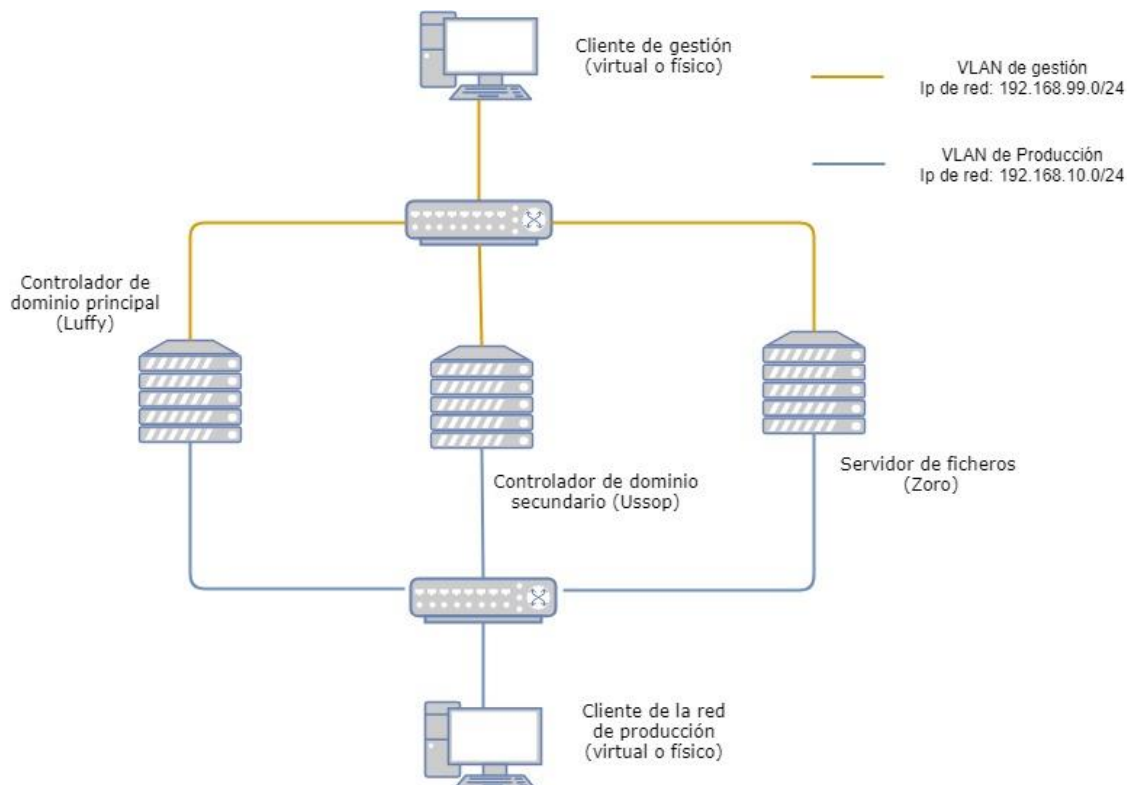 Cliente de gestión
(virtual o físico)
VLAN de gestión
Ip de red: 192.168.99.0/24
VLAN de Producción
Ip de red: 192.168.10.0/24
Controlador de
dominio principal
(Luffy)
Controlador de dominio
secundario (Ussop)
Servidor de ficheros
(Zoro)
Cliente de la red
de producción
(virtual o físico)